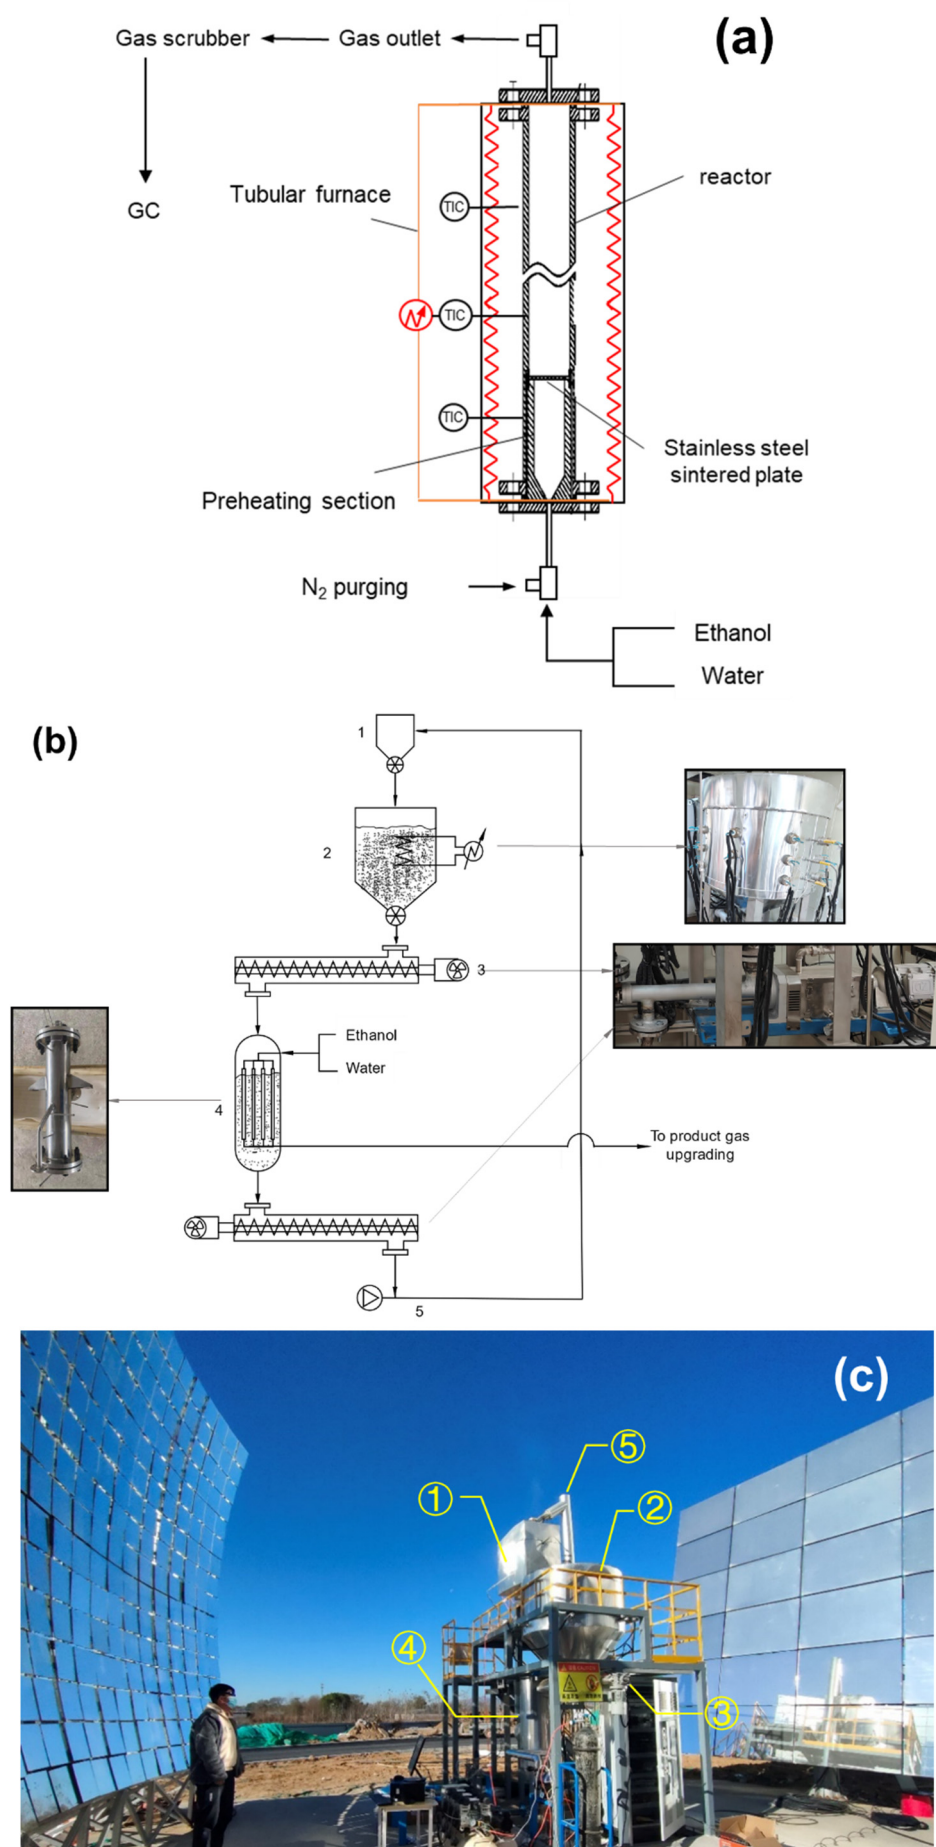 (a)
Gas scrubber
Gas outlet
reactor
Tubular furnace
TIC
GC
TIC
TIC
Stainless steel
sintered plate
Preheating section
N₂ purging
Ethanol
Water
(b)
1
2
3
Ethanol
Water
4
To product gas
upgrading
5
(c)
⑤
①
②
④
③